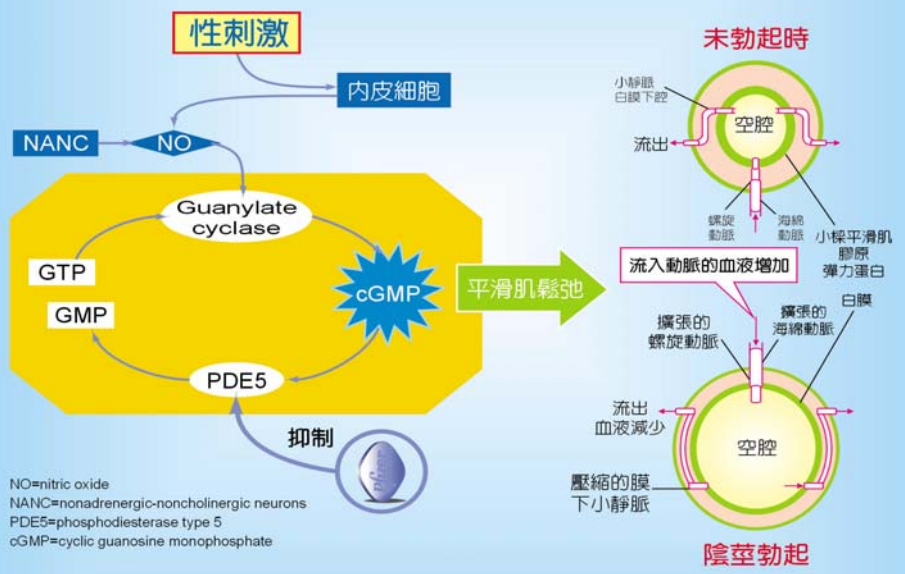 性刺激
內皮細胞
NANC
NO
Guanylate
cyclase
GTP
cGMP
GMP
PDE5
抑制
Pfizer
平滑肌鬆弛
NO=nitric oxide
NANC=nonadrenergic-noncholinergic neurons
PDE5=phosphodiesterase type 5
cGMP=cyclic guanosine monophosphate
未勃起時
小靜脈
白膜下腔
空腔
流出
螺旋
動脈
海綿
動脈
小樑平滑肌
膠原
彈力蛋白
流入動脈的血液增加
白膜
擴張的
螺旋動脈
擴張的
海綿動脈
流出
血液減少
空腔
壓縮的膜
下小靜脈
陰莖勃起